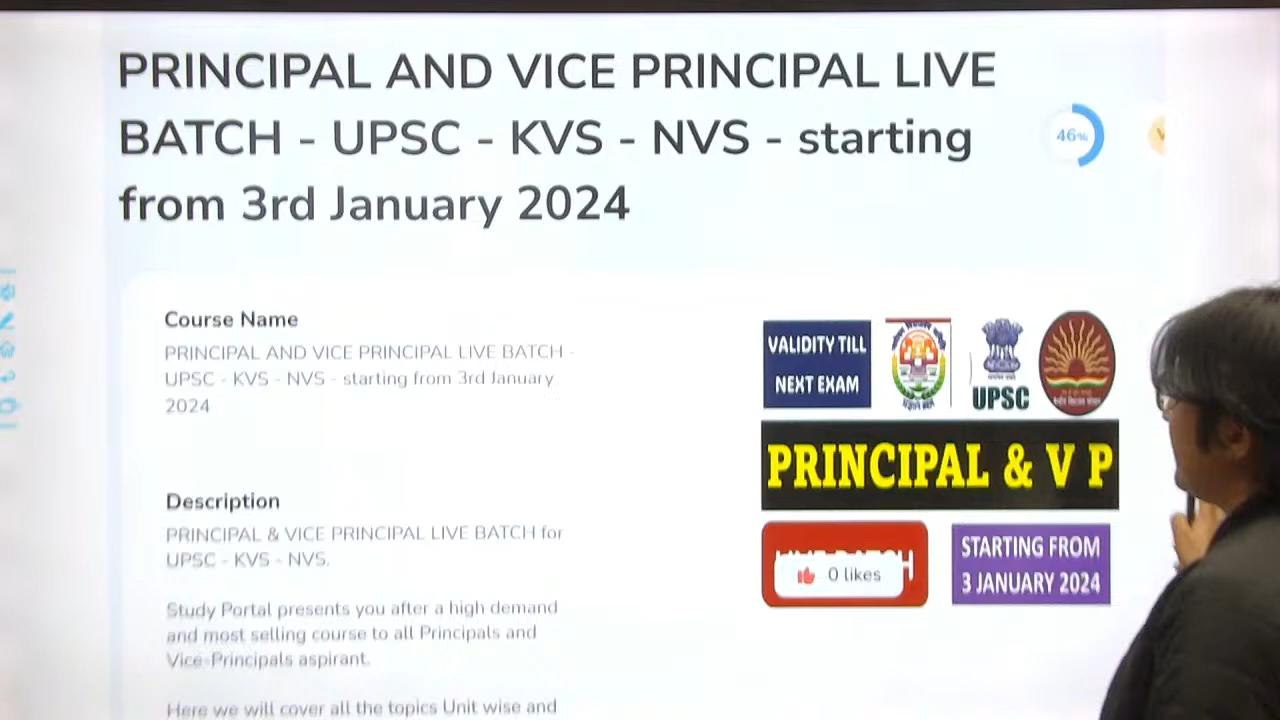 PRINCIPAL AND VICE PRINCIPAL LIVE
BATCH - UPSC - KVS - NVS - starting
from 3rd January 2024
46%
Course Name
PRINCIPAL AND VICE PRINCIPAL LIVE BATCH -
UPSC - KVS - NVS - starting from 3rd January
2024
Description
PRINCIPAL & VICE PRINCIPAL LIVE BATCH for
UPSC - KVS - NVS.
Study Portal presents you after a high demand
and most selling course to all Principals and
Vice-Principals aspirant.
Here we will cover all the topics Unit wise and
VALIDITY TILL
NEXT EXAM
UPSC
PRINCIPAL & V P
0 likes
STARTING FROM
3 JANUARY 2024